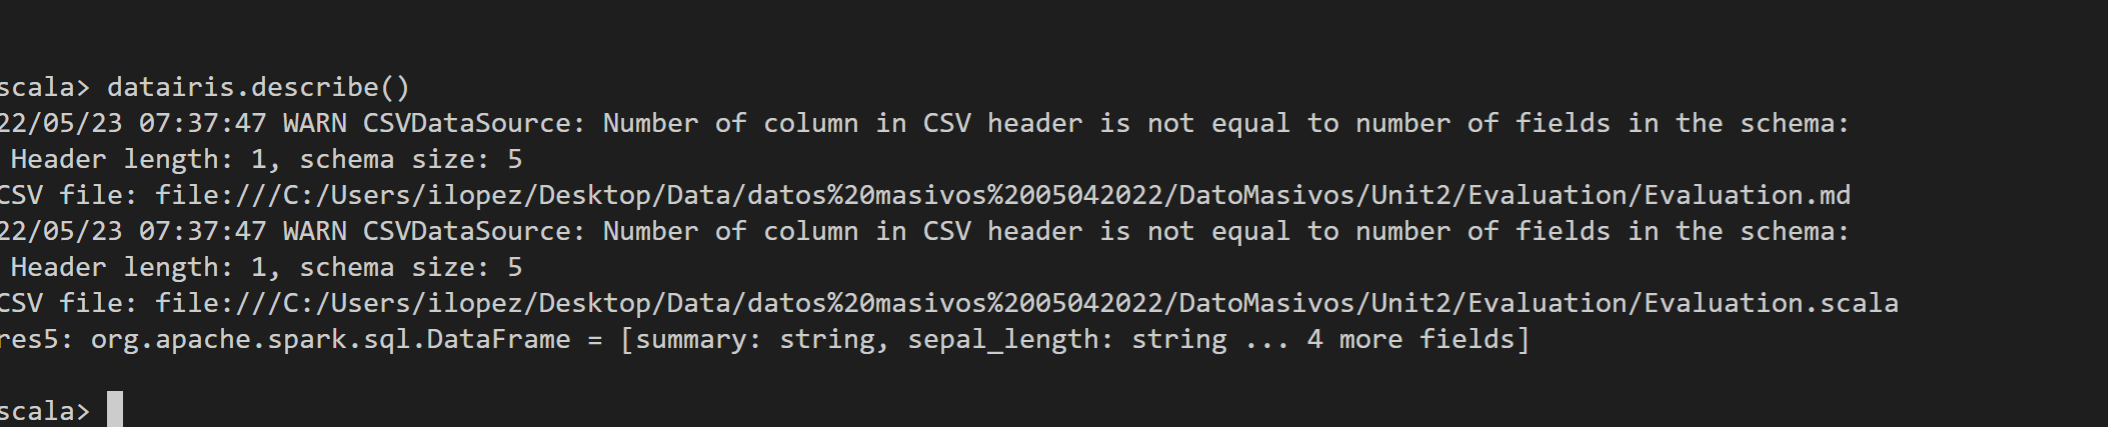 scala> datairis.describe()
22/05/23 07:37:47 WARN CSVDataSource: Number of column in CSV header is not equal to number of fields in the schema:
 Header length: 1, schema size: 5
CSV file: file:///C:/Users/ilopez/Desktop/Data/datos%20masivos%2005042022/DatoMasivos/Unit2/Evaluation/Evaluation.md
22/05/23 07:37:47 WARN CSVDataSource: Number of column in CSV header is not equal to number of fields in the schema:
 Header length: 1, schema size: 5
CSV file: file:///C:/Users/ilopez/Desktop/Data/datos%20masivos%2005042022/DatoMasivos/Unit2/Evaluation/Evaluation.scala
res5: org.apache.spark.sql.DataFrame = [summary: string, sepal_length: string ... 4 more fields]
scala>